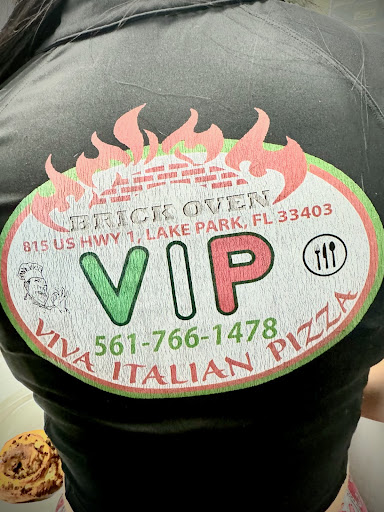 BRICK OVEN
815 US HWY 1, LAKE PARK, FL 33403
VIP
561-766-1478
VIVA ITALIAN PIZZA